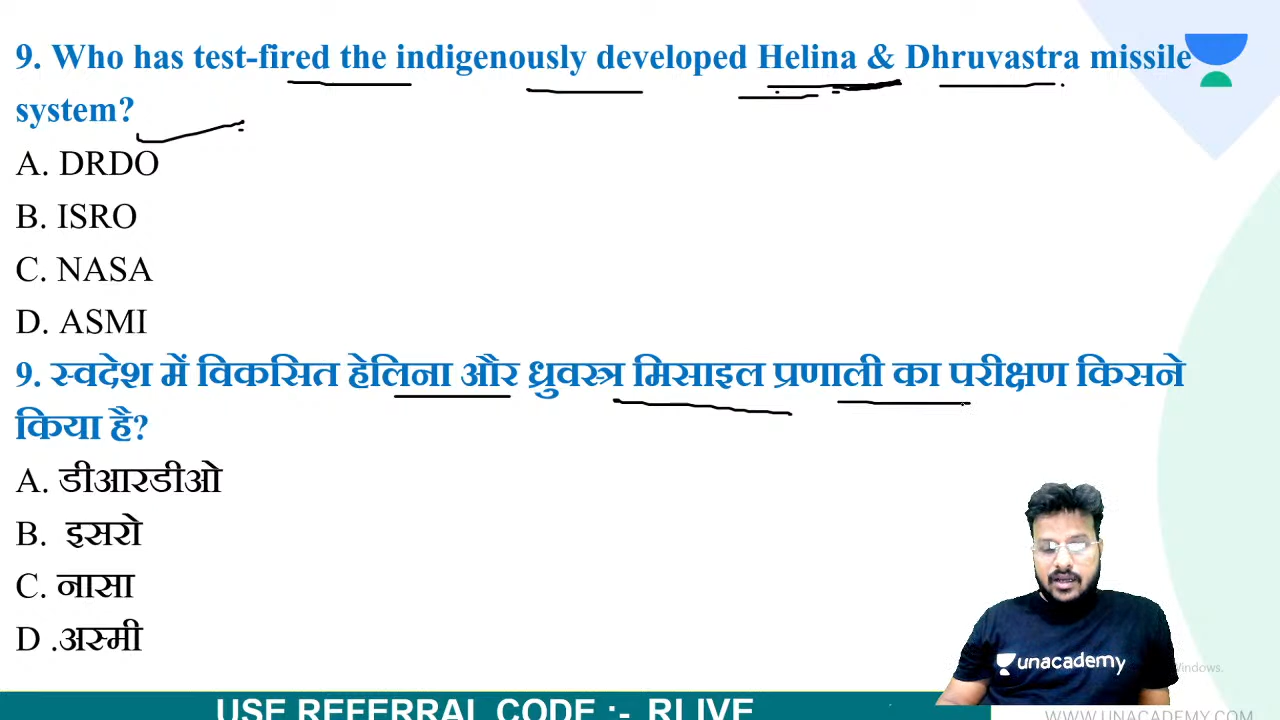 9. Who has test-fired the indigenously developed Helina & Dhruvastra missile
system?
A. DRDO
B. ISRO
C. NASA
D. ASMI
9. स्वदेश में विकसित हेलिना और ध्रुवस्त्र मिसाइल प्रणाली का परीक्षण किसने
किया है?
A. डीआरडीओ
B. इसरो
C. नासा
D .अस्मी
unacademy
Windows.
USE REFERRAL CODE :- RLIVE
WWW.UNACADEMY.COM